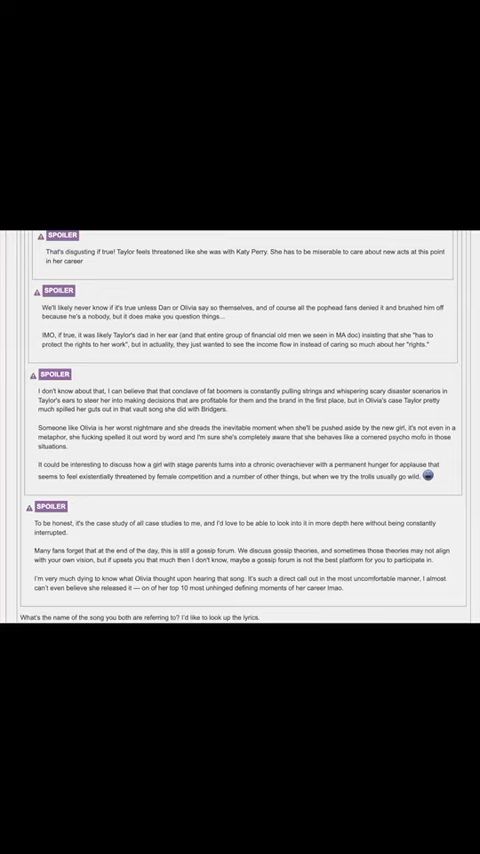 SPOILER
That's disgusting if true! Taylor feels threatened like she was with Katy Perry. She has to be miserable to care about new acts at this point
in her career
SPOILER
We'll likely never know if it's true unless Dan or Olivia say so themselves, and of course all the pophead fans denied it and brushed him off
because he's a nobody, but it does make you question things...
IMO, if true, it was likely Taylor's dad in her ear (and that entire group of financial old men we seen in MA doc) insisting that she "has to
protect the rights to her work", but in actuality, they just wanted to see the income flow in instead of caring so much about her "rights."
SPOILER
I don't know about that, I can believe that that conclave of fat boomers is constantly pulling strings and whispering scary disaster scenarios in
Taylor's ears to steer her into making decisions that are profitable for them and the brand in the first place, but in Olivia's case Taylor pretty
much spilled her guts out in that vault song she did with Bridgers.
Someone like Olivia is her worst nightmare and she dreads the inevitable moment when she'll be pushed aside by the new girl, it's not even in a
metaphor, she fucking spelled it out word by word and I'm sure she's completely aware that she behaves like a cornered psycho mofo in those
situations.
It could be interesting to discuss how a girl with stage parents turns into a chronic overachiever with a permanent hunger for applause that
seems to feel existentially threatened by female competition and a number of other things, but when we try the trolls usually go wild.
SPOILER
To be honest, it's the case study of all case studies to me, and I'd love to be able to look into it in more depth here without being constantly
interrupted.
Many fans forget that at the end of the day, this is still a gossip forum. We discuss gossip theories, and sometimes those theories may not align
with your own vision, but if upsets you that much then I don't know, maybe a gossip forum is not the best platform for you to participate in.
I'm very much dying to know what Olivia thought upon hearing that song. It's such a direct call out in the most uncomfortable manner, I almost
can't even believe she released it — on of her top 10 most unhinged defining moments of her career lmao.
What's the name of the song you both are referring to? I'd like to look up the lyrics.